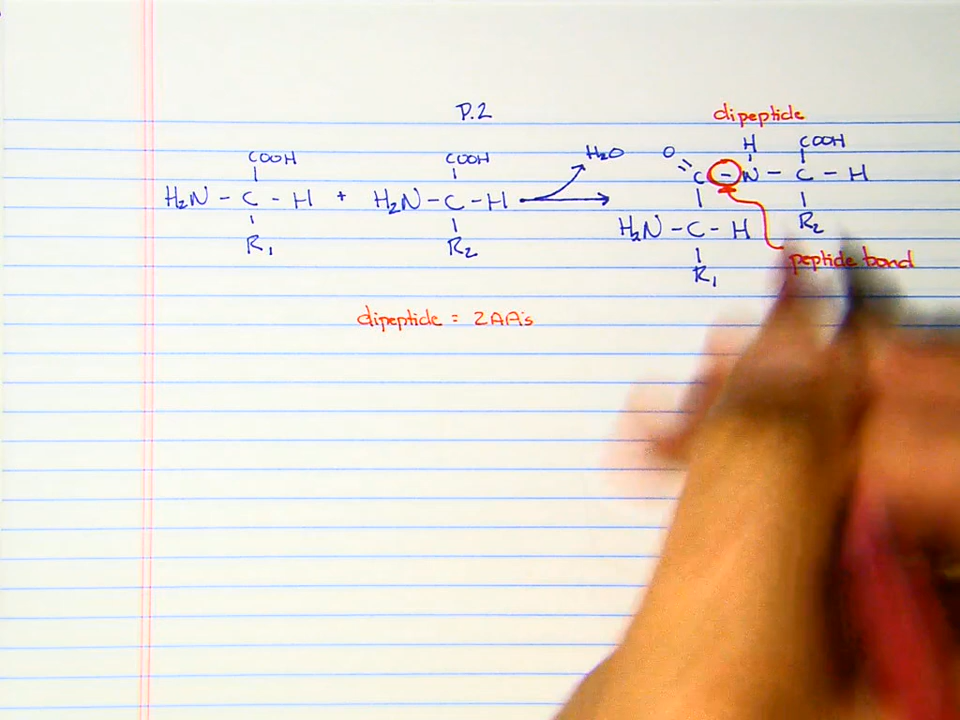 P.2
dipeptide
COOH
H₂N - C - H
R₁
+
COOH
H₂N - C - H
R₂
H₂O
O
C - N - C - H
H
COOH
R₂
H₂N - C - H
R₁
peptide bond
dipeptide = 2AA's